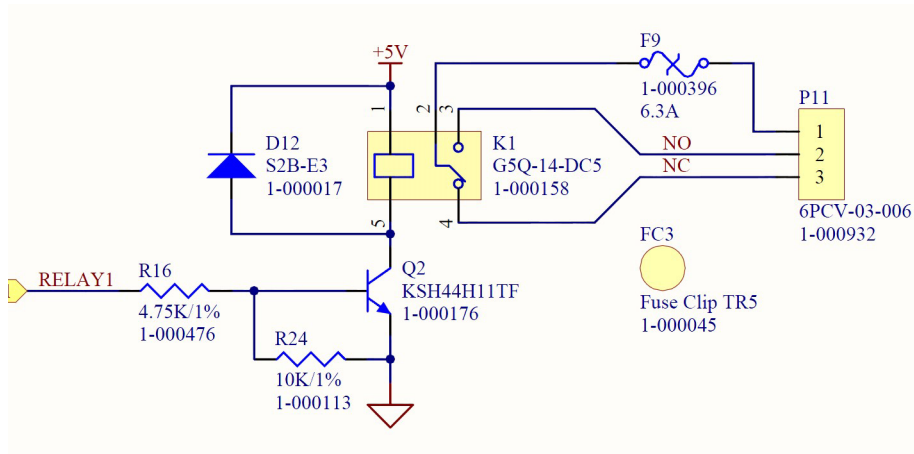 +5V
F9
1-000396
6.3A
P11
1
2
3
D12
S2B-E3
1-000017
1
2
3
K1
G5Q-14-DC5
1-000158
NO
NC
5
4
6PCV-03-006
1-000932
FC3
Fuse Clip TR5
1-000045
RELAY1
R16
4.75K/1%
1-000476
Q2
KSH44H11TF
1-000176
R24
10K/1%
1-000113